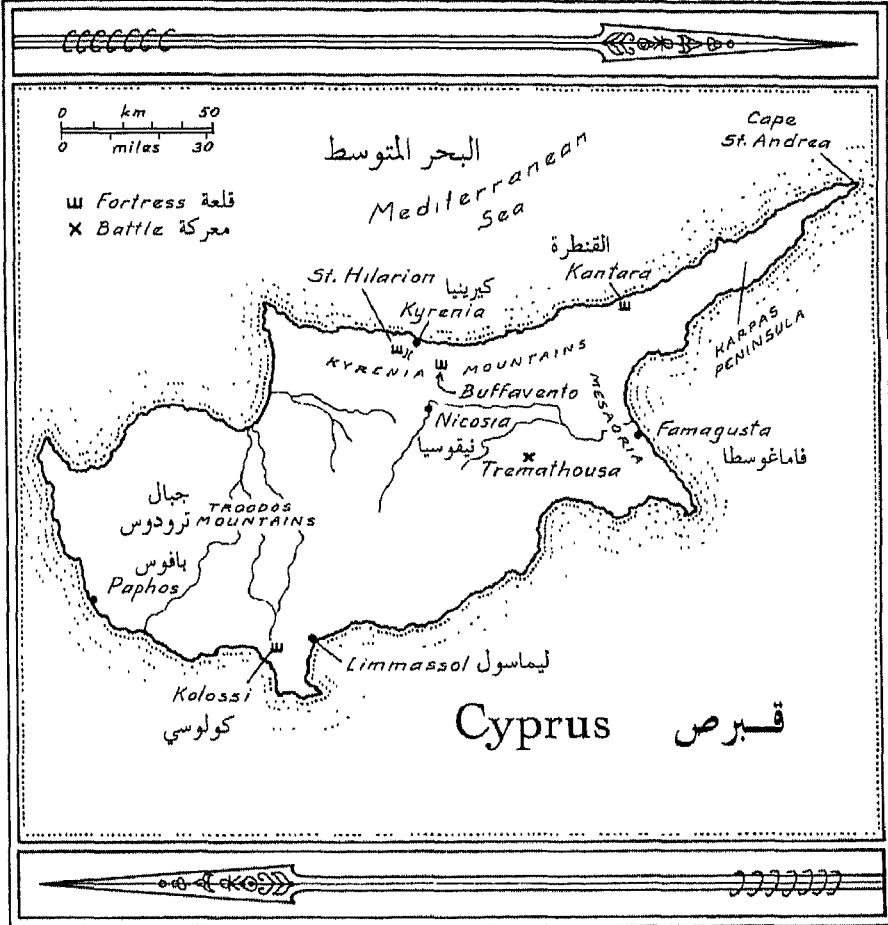 0 km 50
0 miles 30
Fortress قلعة
Battle معركة
البحر المتوسط
Mediterranean
Sea
Cape
St. Andrea
القنطرة
Kantara
St. Hilarion
كيرينيا
Kyrenia
KARPAS
PENINSULA
KYRENIA MOUNTAINS
Buffavento
MESAORIA
Nicosia
نيقوسيا
Famagusta
فاماغوسطا
Tremathousa
جبال
ترودوس
TROODOS
MOUNTAINS
بافوس
Paphos
Limmassol ليماسول
Kolossi
كولوسي
Cyprus قـبرص